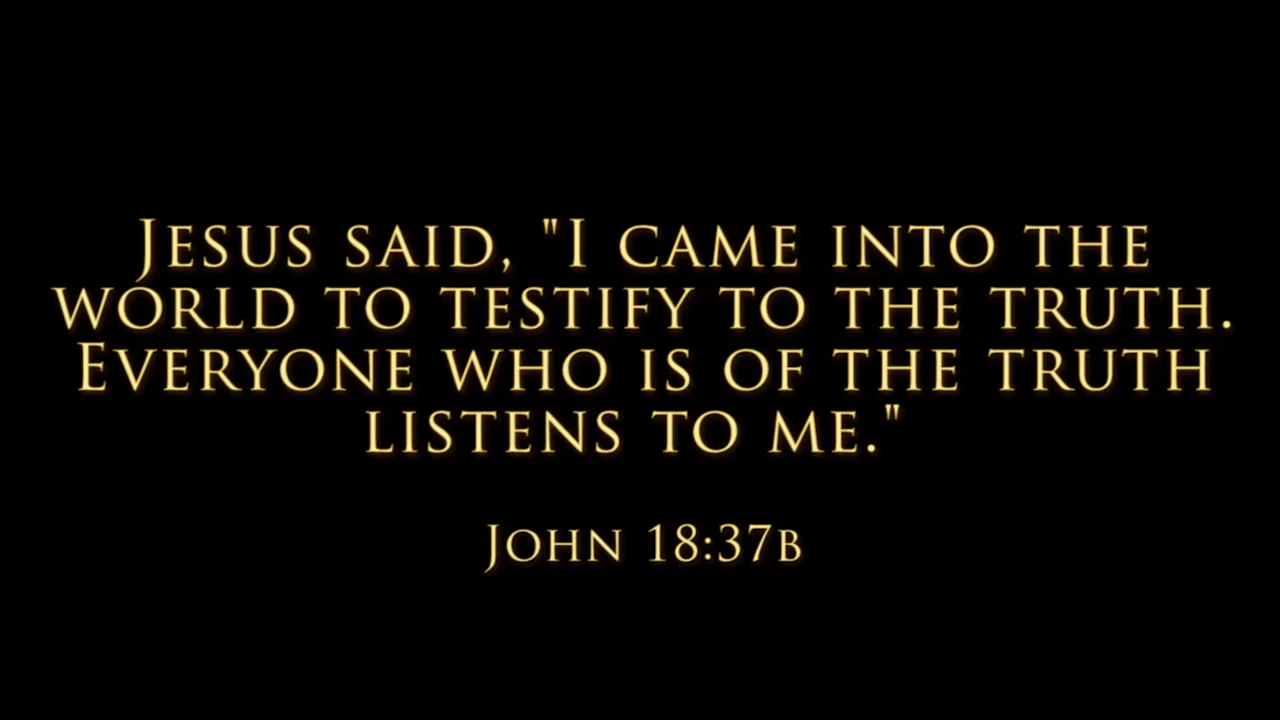 Jesus said, "I came into the
world to testify to the truth.
Everyone who is of the truth
listens to me."
John 18:37b